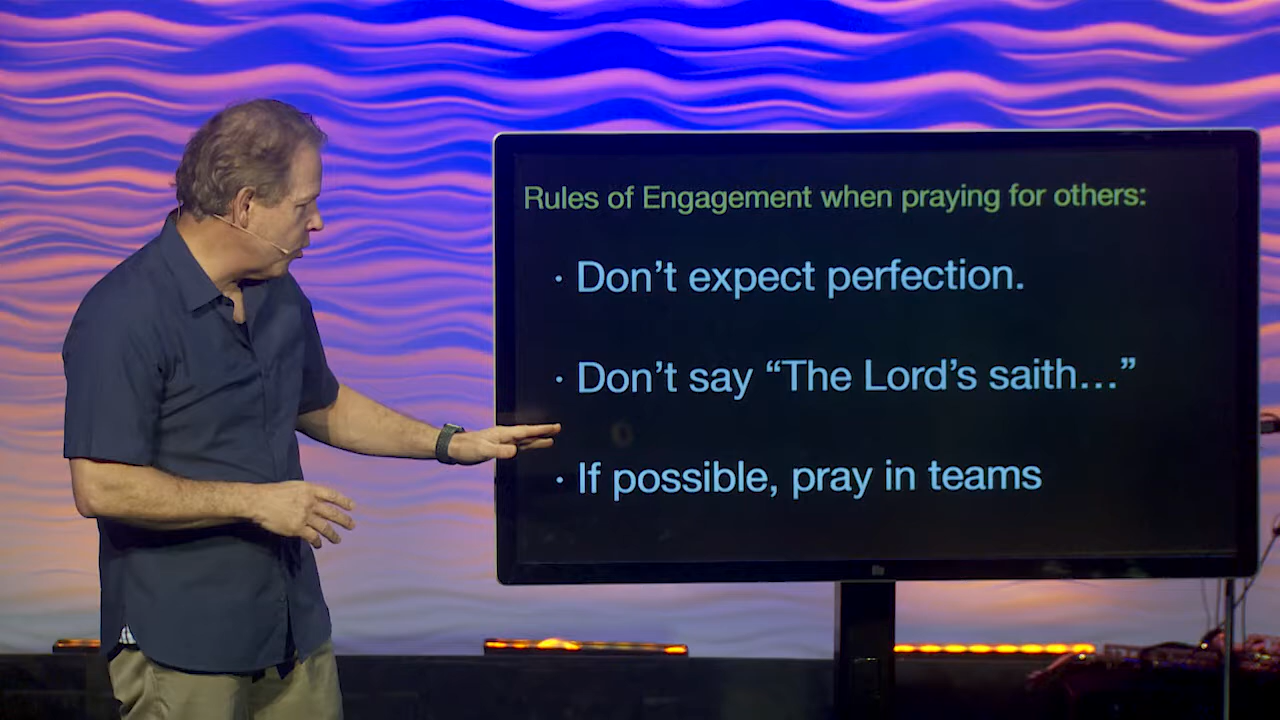 Rules of Engagement when praying for others:
· Don’t expect perfection.
· Don’t say “The Lord’s saith…”
· If possible, pray in teams